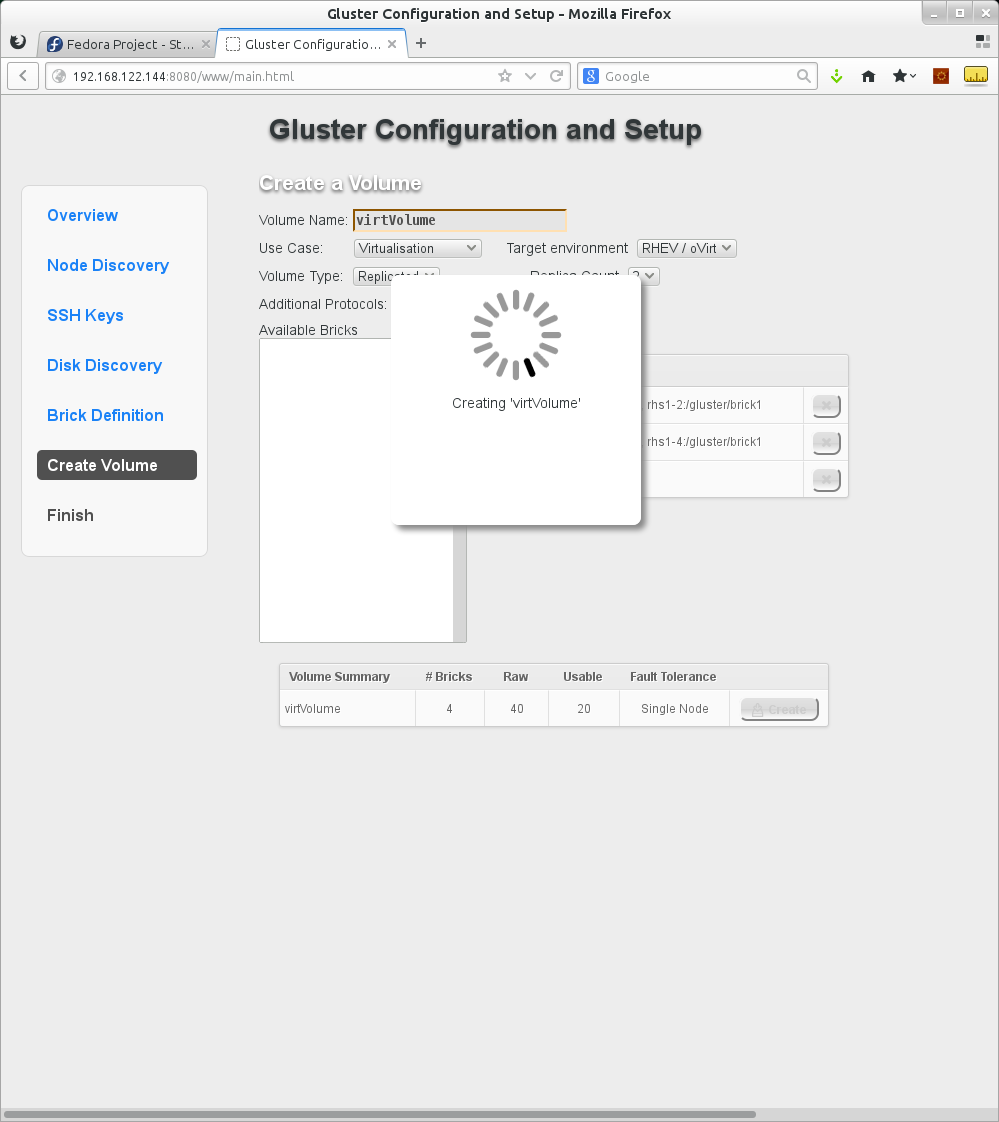 Gluster Configuration and Setup - Mozilla Firefox
Fedora Project - St...
Gluster Configuratio...
192.168.122.144:8080/www/main.html
Google
Gluster Configuration and Setup
Create a Volume
Overview
Node Discovery
SSH Keys
Disk Discovery
Brick Definition
Create Volume
Finish
Volume Name: virtVolume
Use Case: Virtualisation Target environment RHEV / oVirt
Volume Type: Replicated Replica Count
Additional Protocols:
Available Bricks
Creating 'virtVolume'
rhs1-2:/gluster/brick1
rhs1-4:/gluster/brick1
Volume Summary # Bricks Raw Usable Fault Tolerance
virtVolume 4 40 20 Single Node Create